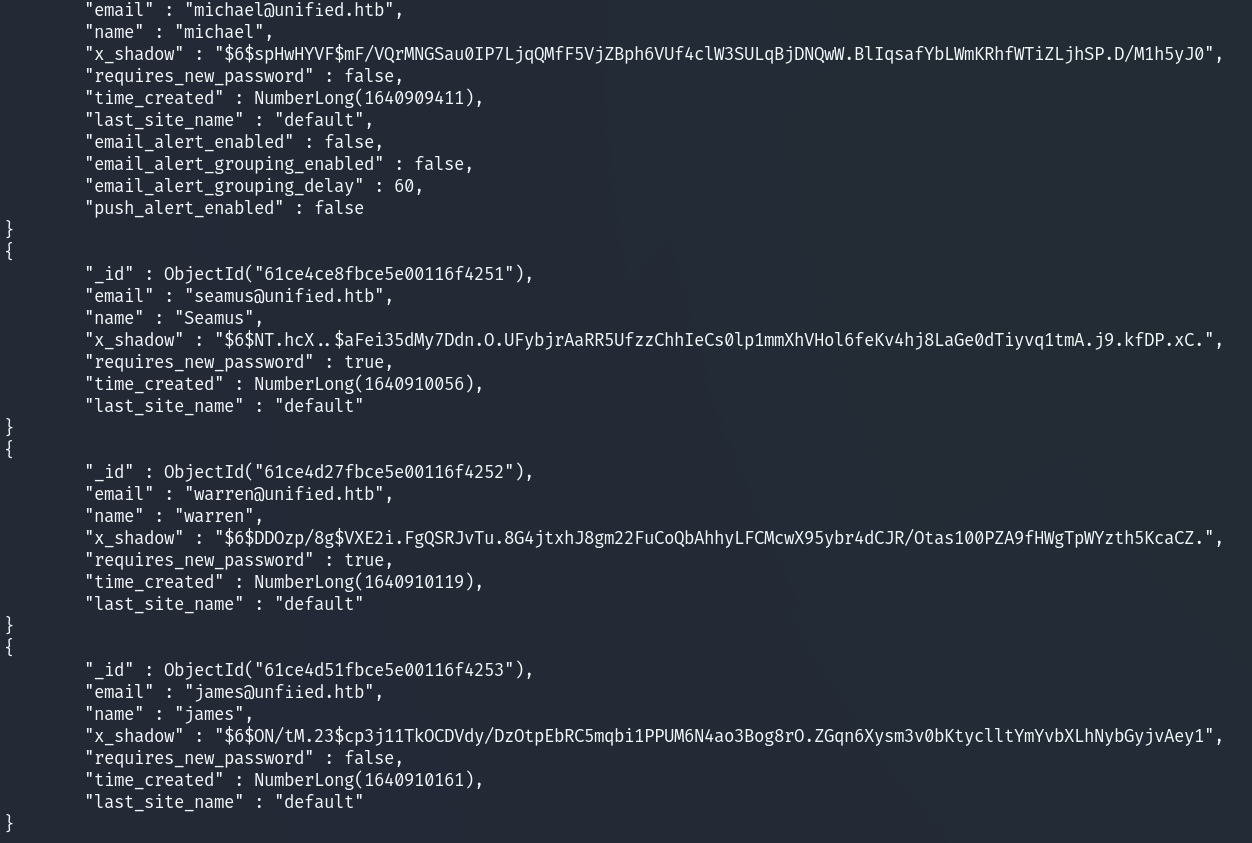 "email" : "michael@unified.htb",
"name" : "michael",
"x_shadow" : "$6$spHwHYVF$mF/VQrMNGSau0IP7LjqQMfF5VjZBph6VUf4clW3SULqBjDNQwW.BlIqsafYbLWmKRhfWTiZLjhSP.D/M1h5yJ0",
"requires_new_password" : false,
"time_created" : NumberLong(1640909411),
"last_site_name" : "default",
"email_alert_enabled" : false,
"email_alert_grouping_enabled" : false,
"email_alert_grouping_delay" : 60,
"push_alert_enabled" : false
}
{
"_id" : ObjectId("61ce4ce8fbce5e00116f4251"),
"email" : "seamus@unified.htb",
"name" : "Seamus",
"x_shadow" : "$6$NT.hcX..$aFei35dMy7Ddn.O.UFybjrAaRR5UfzzChhIeCs0lp1mmXhVHol6feKv4hj8LaGe0dTiyvq1tmA.j9.kfDP.xC.",
"requires_new_password" : true,
"time_created" : NumberLong(1640910056),
"last_site_name" : "default"
}
{
"_id" : ObjectId("61ce4d27fbce5e00116f4252"),
"email" : "warren@unified.htb",
"name" : "warren",
"x_shadow" : "$6$DDOzp/8g$VXE2i.FgQSRJvTu.8G4jtxhJ8gm22FuCoQbAhhyLFCMcwX95ybr4dCJR/Otas100PZA9fHWgTpWYzth5KcaCZ.",
"requires_new_password" : true,
"time_created" : NumberLong(1640910119),
"last_site_name" : "default"
}
{
"_id" : ObjectId("61ce4d51fbce5e00116f4253"),
"email" : "james@unfiied.htb",
"name" : "james",
"x_shadow" : "$6$ON/tM.23$cp3j11TkOCDVdy/DzOtpEbRC5mqbi1PPUM6N4ao3Bog8rO.ZGqn6Xysm3v0bKtyclltYmYvbXLhNybGyjvAey1",
"requires_new_password" : false,
"time_created" : NumberLong(1640910161),
"last_site_name" : "default"
}